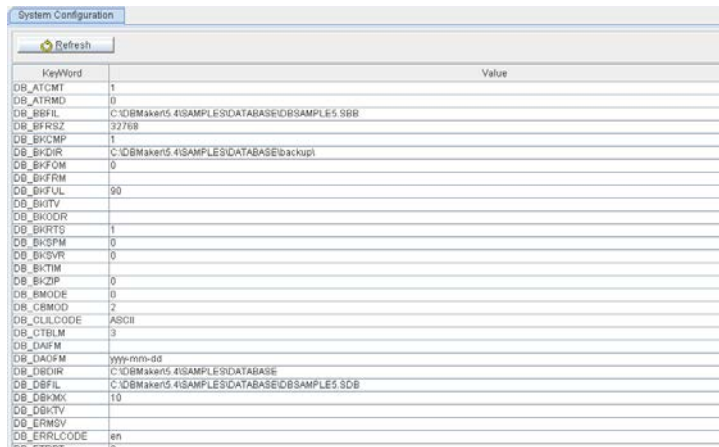 System Configuration
Refresh
KeyWord Value
DB_ATCMT 1
DB_ATRMD 0
DB_BBFIL C:\DBMaker\5.4\SAMPLES\DATABASE\DBSAMPLE5.SBB
DB_BFRSZ 32768
DB_BKCMP 1
DB_BKDIR C:\DBMaker\5.4\SAMPLES\DATABASE\backup\
DB_BKFOM 0
DB_BKFRM
DB_BKFUL 90
DB_BKITV
DB_BKODR
DB_BKRTS 1
DB_BKSPM 0
DB_BKSVR 0
DB_BKTIM
DB_BKZIP 0
DB_BMODE 0
DB_CBMOD 2
DB_CLILCODE ASCII
DB_CTBLM 3
DB_DAIFM
DB_DAOFM yyyy-mm-dd
DB_DBDIR C:\DBMaker\5.4\SAMPLES\DATABASE
DB_DBFIL C:\DBMaker\5.4\SAMPLES\DATABASE\DBSAMPLE5.SDB
DB_DBKMX 10
DB_DBKTV
DB_ERMSV
DB_ERRLCODE en